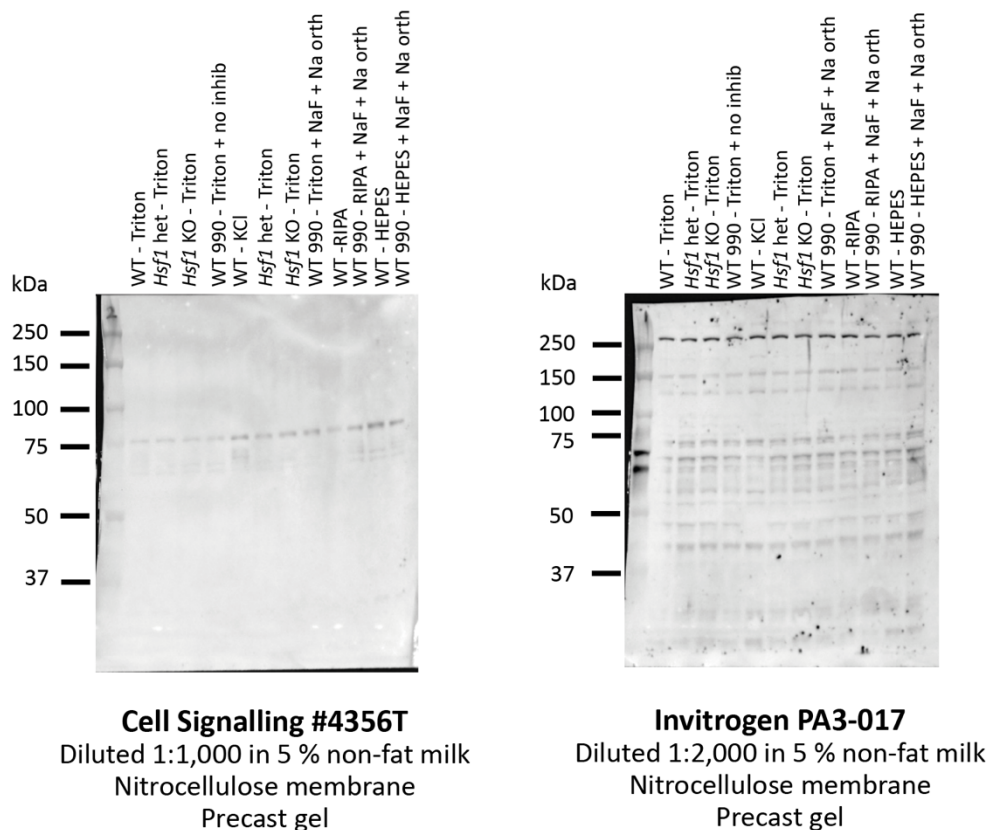 WT - Triton
Hsf1 het - Triton
Hsf1 KO - Triton
WT 990 - Triton + no inhib
WT - KCl
Hsf1 het - Triton
Hsf1 KO - Triton
WT 990 - Triton + NaF + Na orth
WT -RIPA
WT 990 - RIPA + NaF + Na orth
WT - HEPES
WT 990 - HEPES + NaF + Na orth
kDa
250
150
100
75
50
37
Cell Signalling #4356T
Diluted 1:1,000 in 5 % non-fat milk
Nitrocellulose membrane
Precast gel
WT - Triton
Hsf1 het - Triton
Hsf1 KO - Triton
WT 990 - Triton + no inhib
WT - KCl
Hsf1 het - Triton
Hsf1 KO - Triton
WT 990 - Triton + NaF + Na orth
WT -RIPA
WT 990 - RIPA + NaF + Na orth
WT - HEPES
WT 990 - HEPES + NaF + Na orth
kDa
250
150
100
75
50
37
Invitrogen PA3-017
Diluted 1:2,000 in 5 % non-fat milk
Nitrocellulose membrane
Precast gel